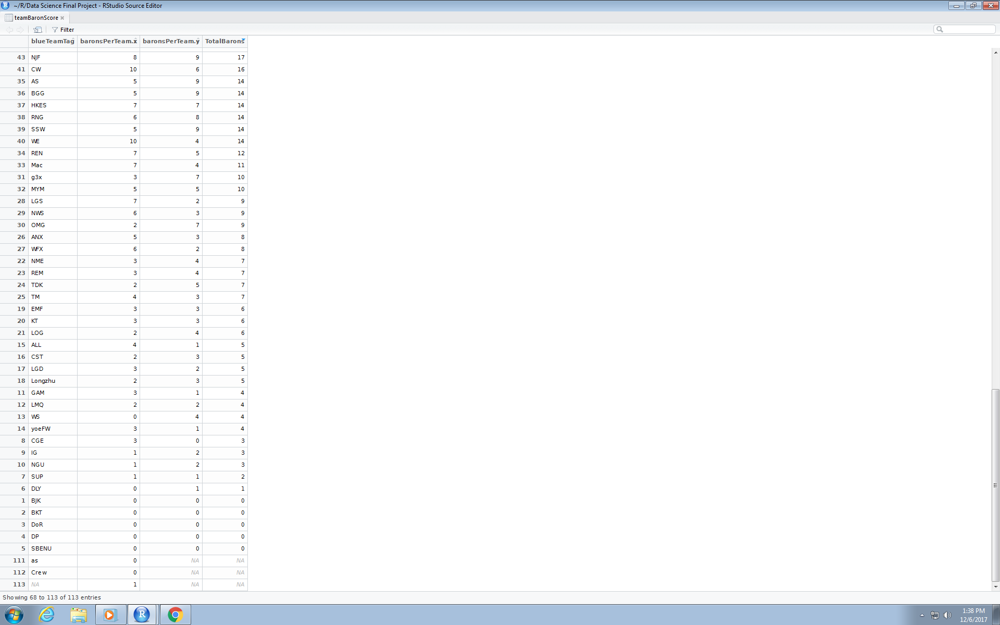 ~/R/Data Science Final Project - RStudio Source Editor
teamBaronScore
Filter
blueTeamTag baronsPerTeam.x baronsPerTeam.y TotalBarons
43 NJF 8 9 17
41 CW 10 6 16
35 AS 5 9 14
36 BGG 5 9 14
37 HKES 7 7 14
38 RNG 6 8 14
39 SSW 5 9 14
40 WE 10 4 14
34 REN 7 5 12
33 Mac 7 4 11
31 g3x 3 7 10
32 MYM 5 5 10
28 LGS 7 2 9
29 NWS 6 3 9
30 OMG 2 7 9
26 ANX 5 3 8
27 WFX 6 2 8
22 NME 3 4 7
23 REM 3 4 7
24 TDK 2 5 7
25 TM 4 3 7
19 EMF 3 3 6
20 KT 3 3 6
21 LOG 2 4 6
15 ALL 4 1 5
16 CST 2 3 5
17 LGD 3 2 5
18 Longzhu 2 3 5
11 GAM 3 1 4
12 LMQ 2 2 4
13 WS 0 4 4
14 yoeFW 3 1 4
8 CGE 3 0 3
9 IG 1 2 3
10 NGU 1 2 3
7 SUP 1 1 2
6 DLY 0 1 1
1 BJK 0 0 0
2 BKT 0 0 0
3 DoR 0 0 0
4 DP 0 0 0
5 SBENU 0 0 0
111 as 0 NA NA
112 Crew 0 NA NA
113 NA 1 NA NA
Showing 68 to 113 of 113 entries
1:38 PM
12/6/2017